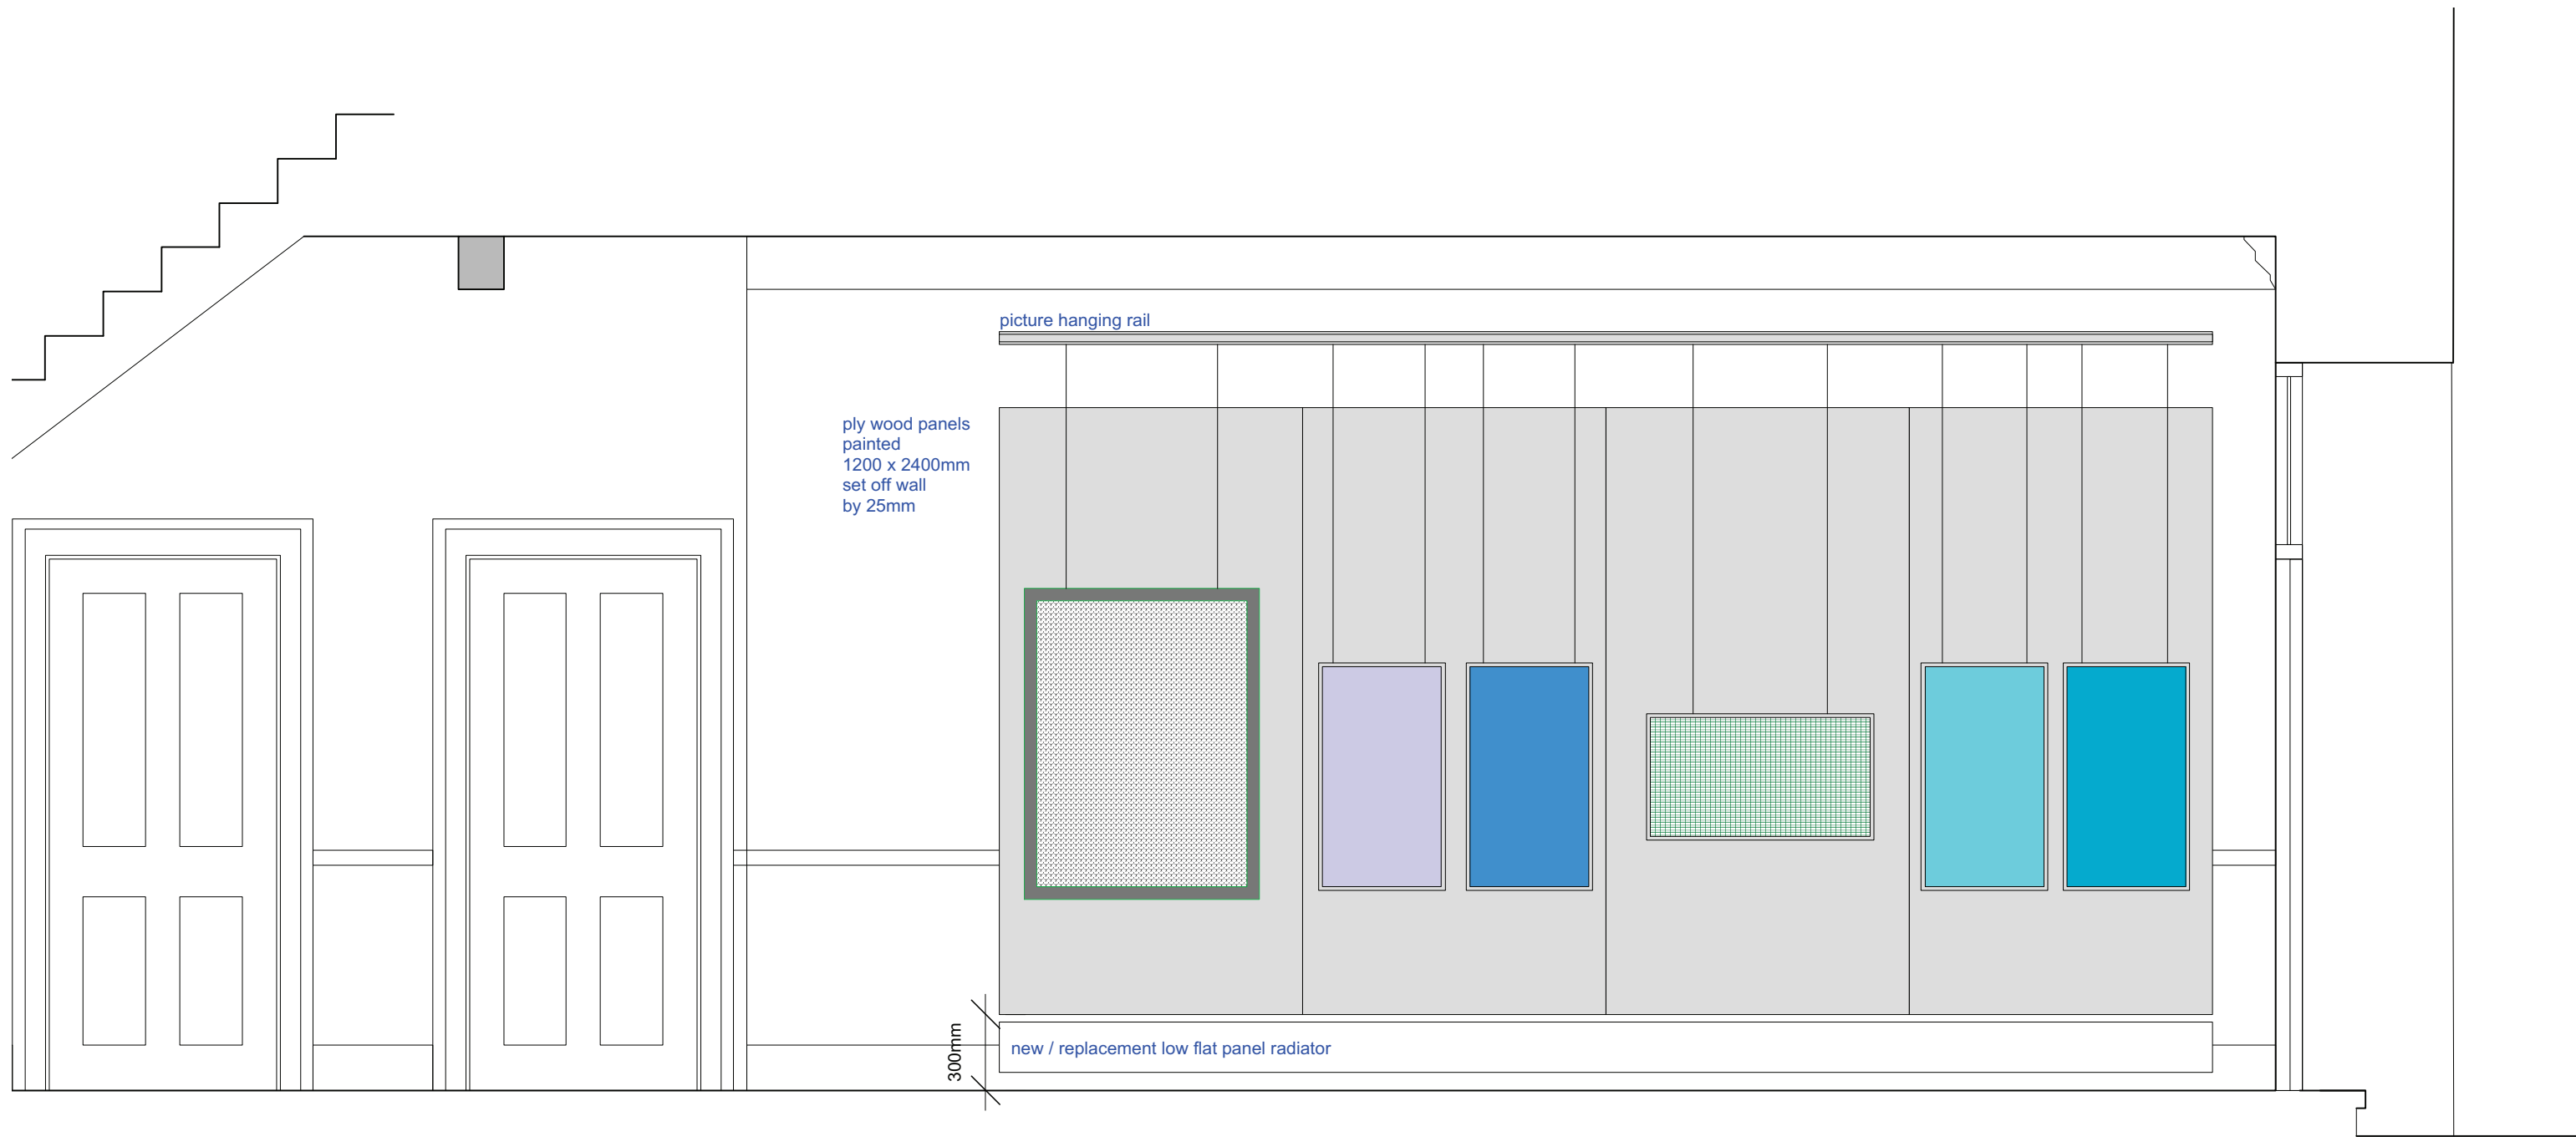 picture hanging rail
ply wood panels
painted
1200 x 2400mm
set off wall
by 25mm
300mm
new / replacement low flat panel radiator